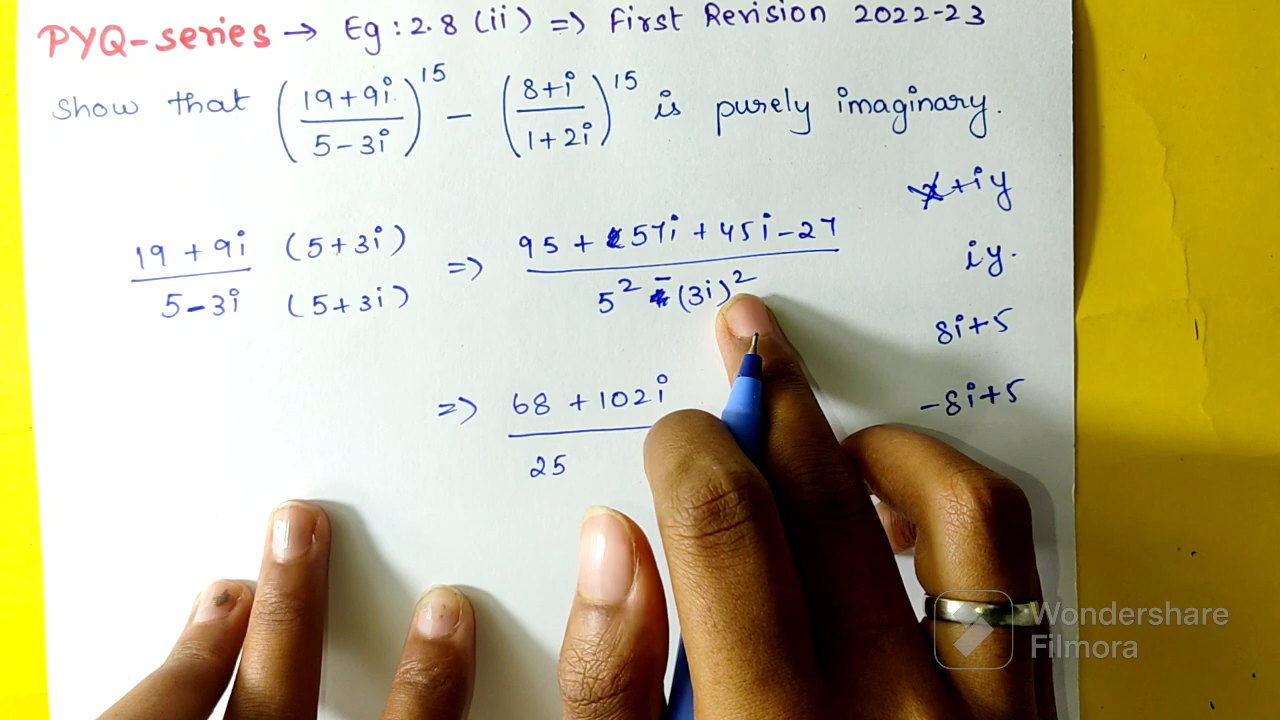 PYQ-series → Eg : 2.8 (ii) => First Revision 2022-23
Show that ((19+9i)/(5-3i))^15 - ((8+i)/(1+2i))^15 is purely imaginary.
x+iy
iy.
(19+9i)/(5-3i) (5+3i)/(5+3i) => (95+57i+45i-27)/(5²-(3i)²)
8i+5
-8i+5
=> 68+102i
25
Wondershare
Filmora